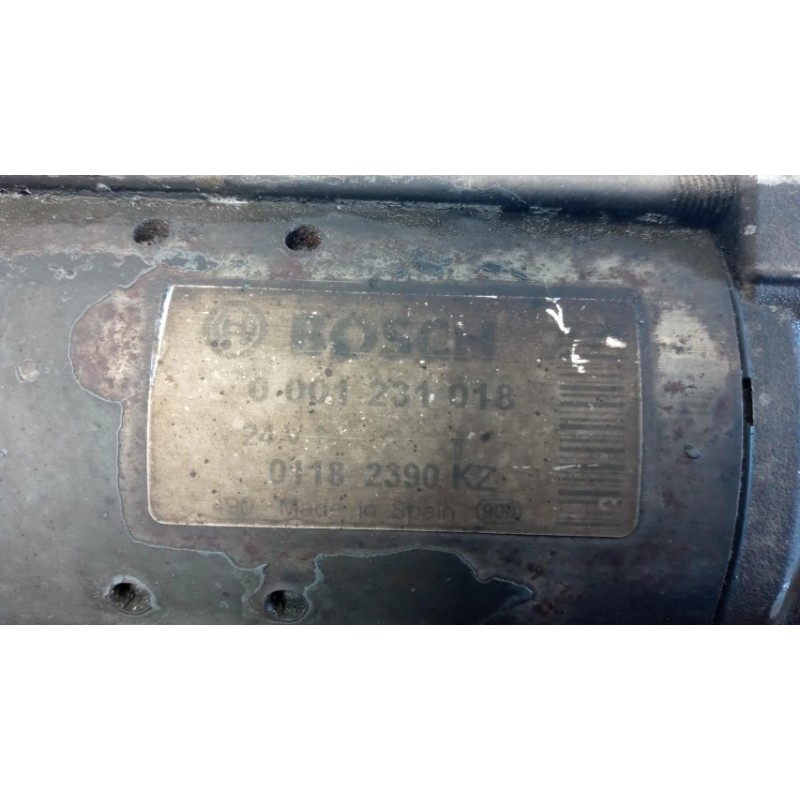 BOSCH
0 001 231 018
24 V
0118 2390 KZ
Made in Spain